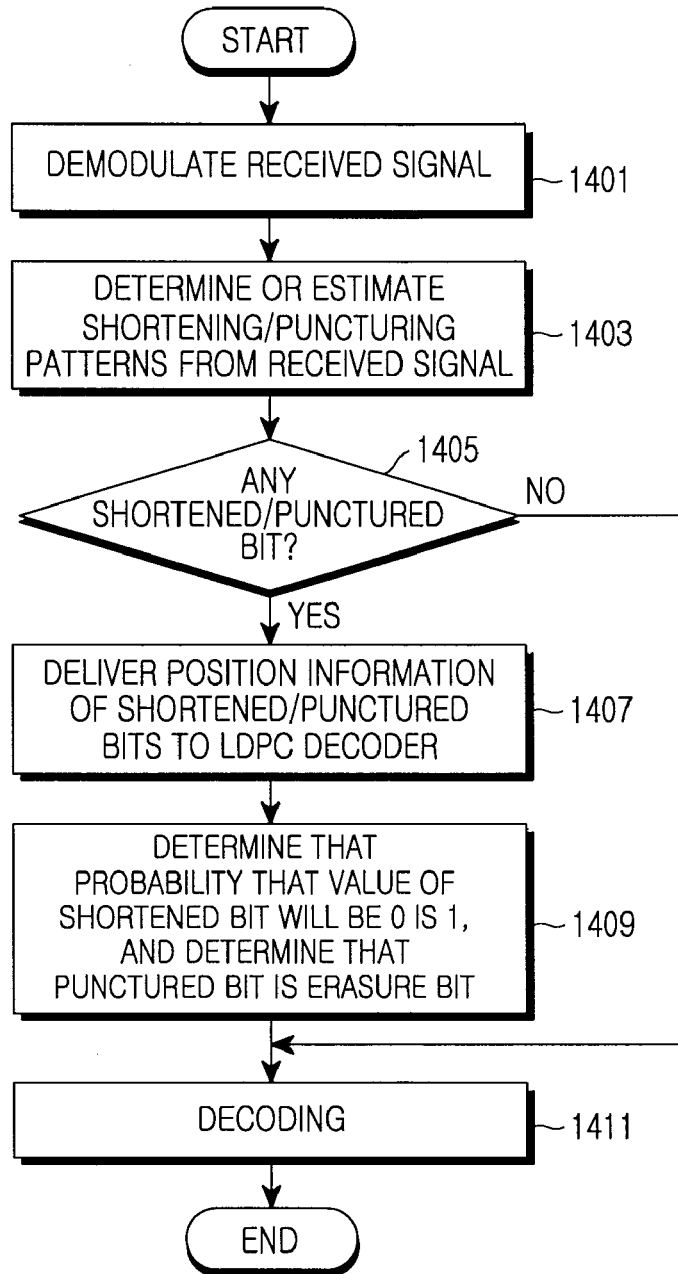 START
DEMODULATE RECEIVED SIGNAL
1401
DETERMINE OR ESTIMATE
SHORTENING/PUNCTURING
PATTERNS FROM RECEIVED SIGNAL
1403
1405
ANY
SHORTENED/PUNCTURED
BIT?
NO
YES
DELIVER POSITION INFORMATION
OF SHORTENED/PUNCTURED
BITS TO LDPC DECODER
1407
DETERMINE THAT
PROBABILITY THAT VALUE OF
SHORTENED BIT WILL BE 0 IS 1,
AND DETERMINE THAT
PUNCTURED BIT IS ERASURE BIT
1409
DECODING
1411
END